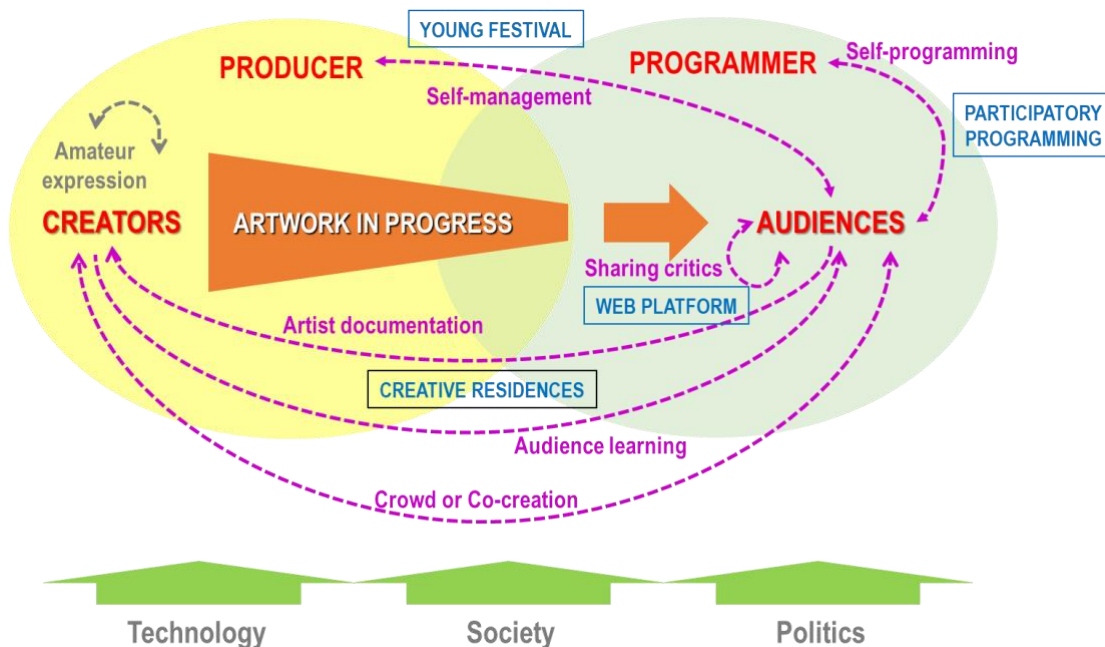 YOUNG FESTIVAL
PRODUCER
PROGRAMMER
Self-programming
Self-management
PARTICIPATORY
PROGRAMMING
Amateur
expression
CREATORS
ARTWORK IN PROGRESS
AUDIENCES
Sharing critics
WEB PLATFORM
Artist documentation
CREATIVE RESIDENCES
Audience learning
Crowd or Co-creation
Technology
Society
Politics